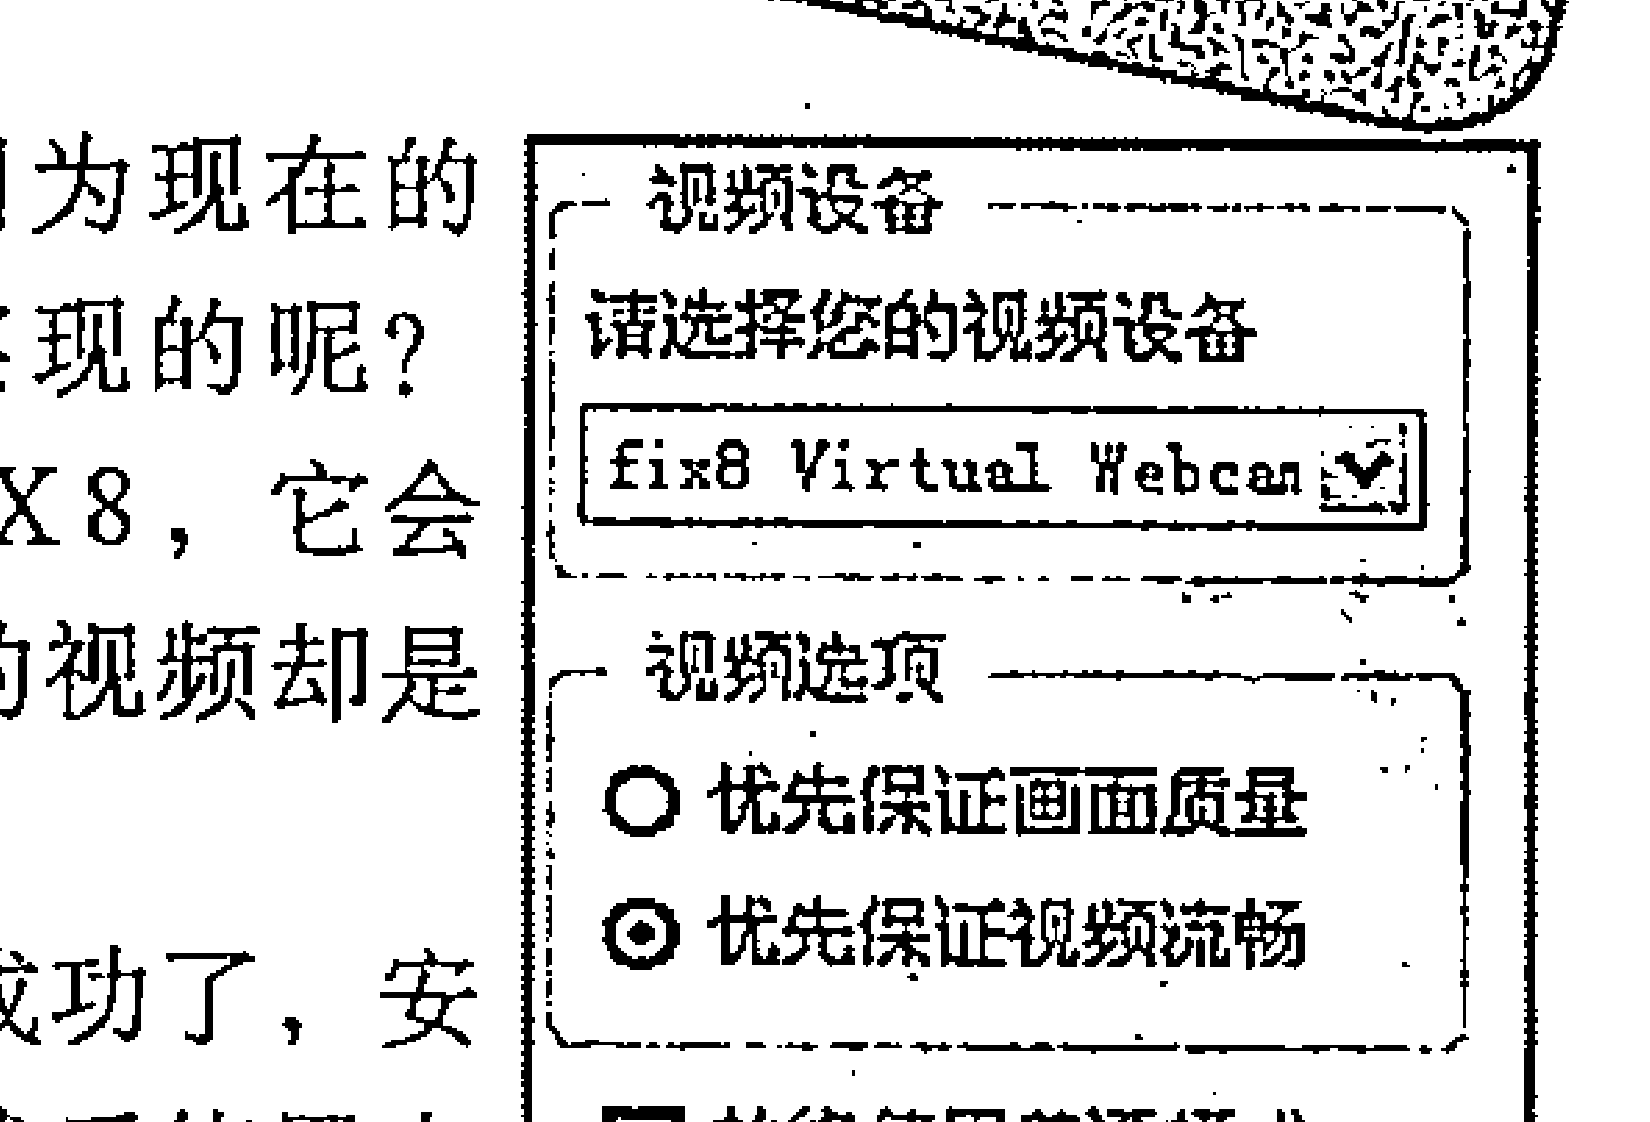 为现在的
现的呢？
X8，它会
的视频却是
成功了，安
视频设备
请选择您的视频设备
fix8 Virtual Webcam
视频选项
优先保证画面质量
优先保证视频流畅